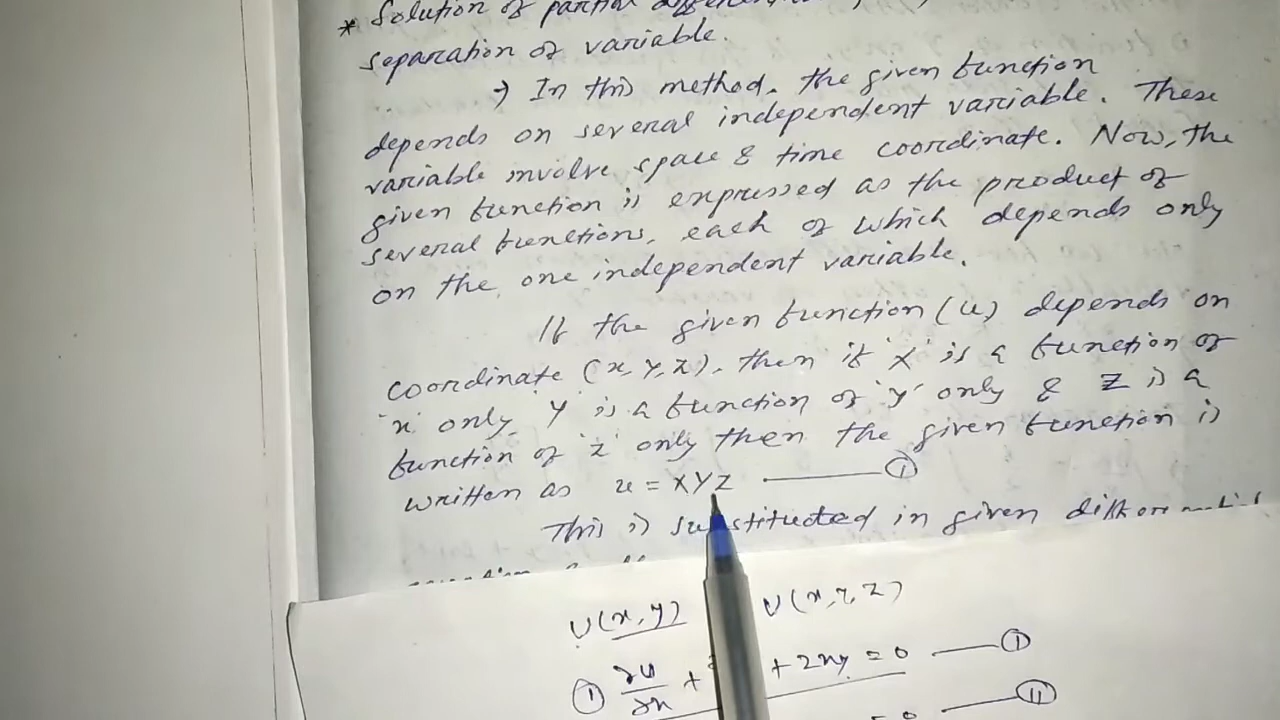 * Solution of partial
separation of variable.
→ In this method, the given function
depends on several independent variable. These
variable involve space & time coordinate. Now, the
given function is expressed as the product of
several functions, each of which depends only
on the one independent variable.
If the given function (u) depends on
coordinate (x, y, z), then if 'X' is a function of
'x' only 'Y' is a function of 'y' only & Z is a
function of 'z' only then the given function is
written as u = XYZ ——— ①
This is substituted in given differential
U(x, y) U(x, y, z)
① ∂u/∂x + + 2xy = 0 ——— ①
= 0 ——— ⑪